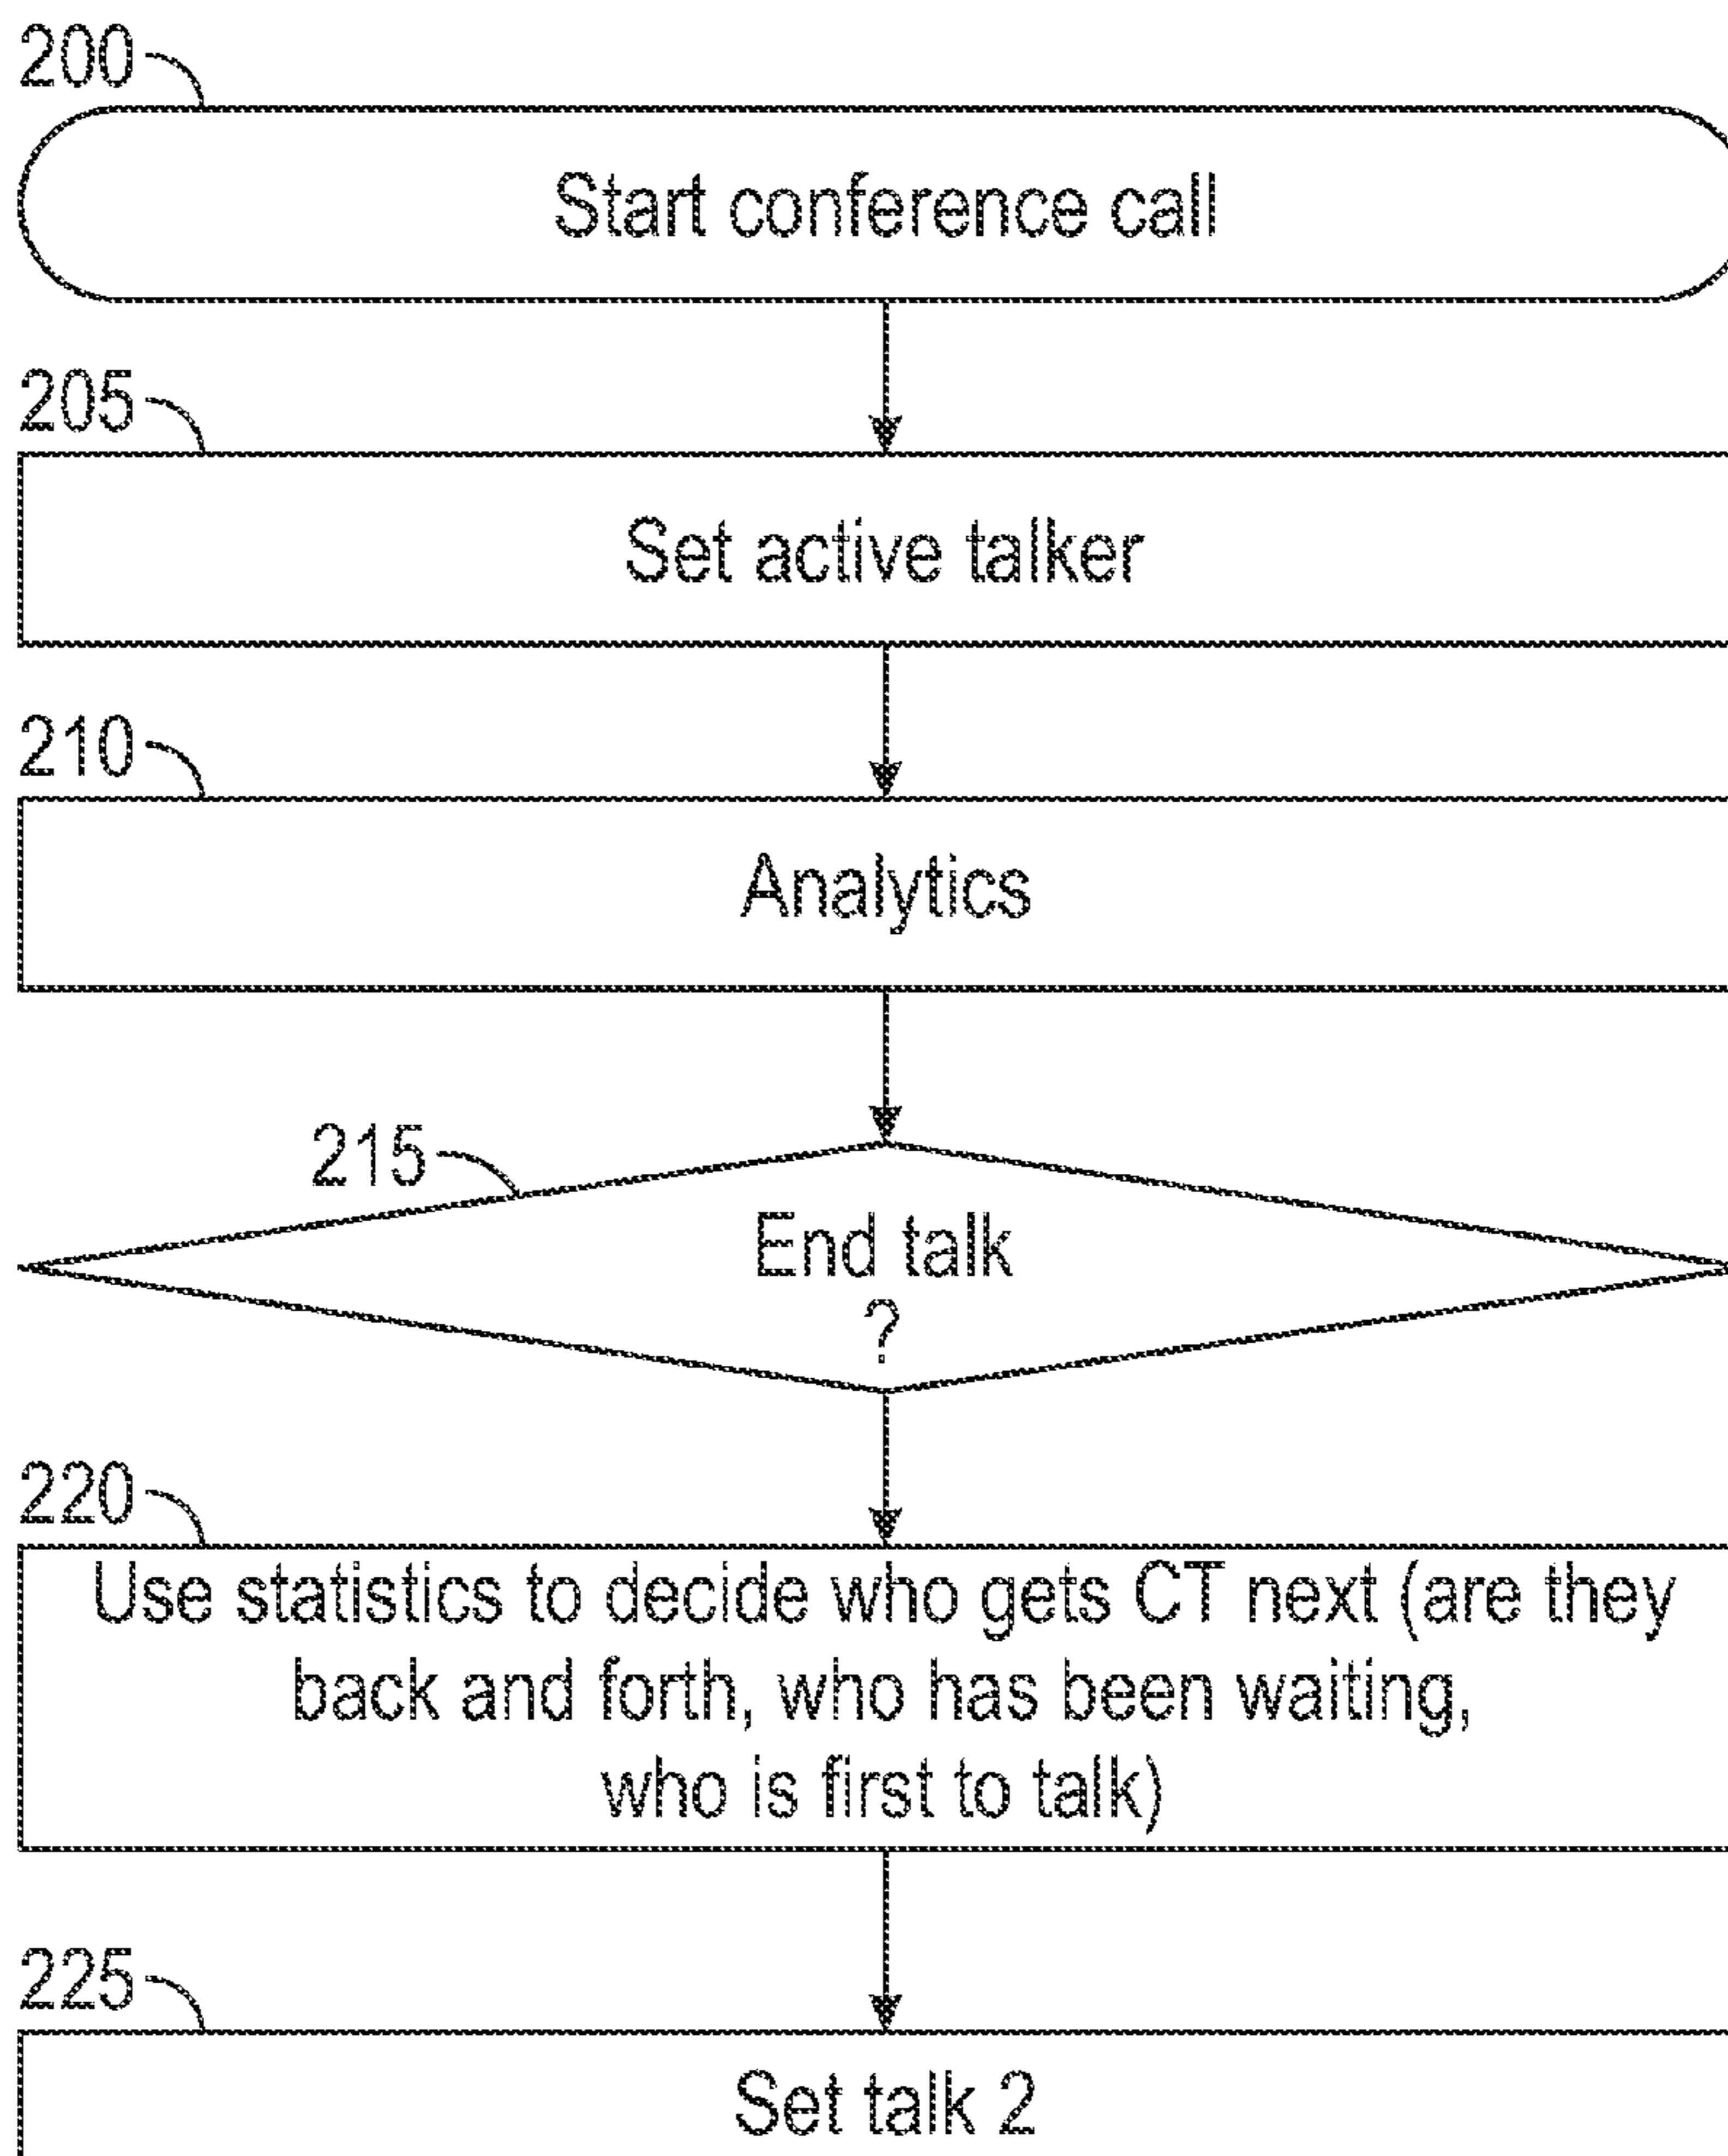 200
Start conference call
205
Set active talker
210
Analytics
215
End talk
?
220
Use statistics to decide who gets CT next (are they
back and forth, who has been waiting,
who is first to talk)
225
Set talk 2